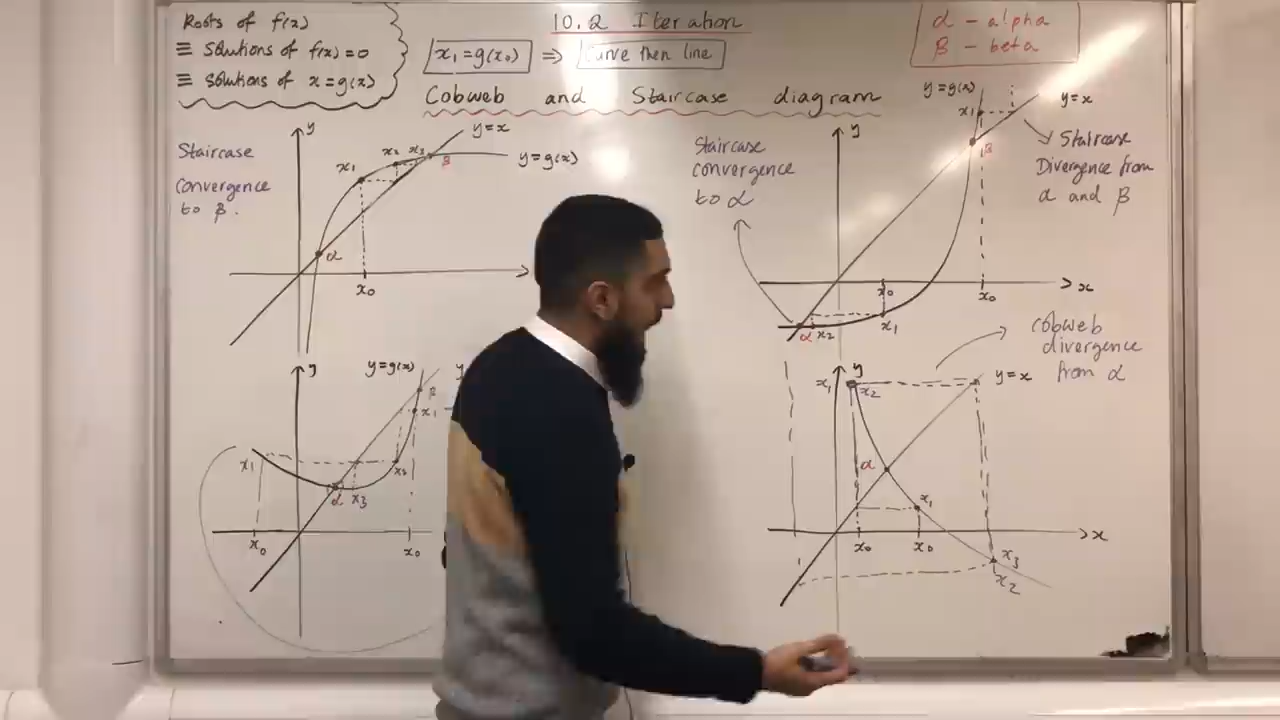 Roots of f(x)
≡ Solutions of f(x)=0
≡ Solutions of x=g(x)
10.2 Iteration
x₁=g(x₀) ⇒ Curve then line
α - alpha
β - beta
Cobweb and Staircase diagram
Staircase
convergence
to β.
y
y=x
y=g(x)
x₁
x₂
x₃
β
α
x₀
Staircase
convergence
to α
y
y=g(x)
x₁
y=x
β
Staircase
Divergence from
α and β
x₀
x₀
x
α
x₂
x₁
y
y=g(x)
y
β
x₁
x₁
x₂
α
x₃
x₀
x₀
cobweb
divergence
from α
y
x₁
x₂
y=x
α
x₁
x₀
x₀
x
x₃
x₂